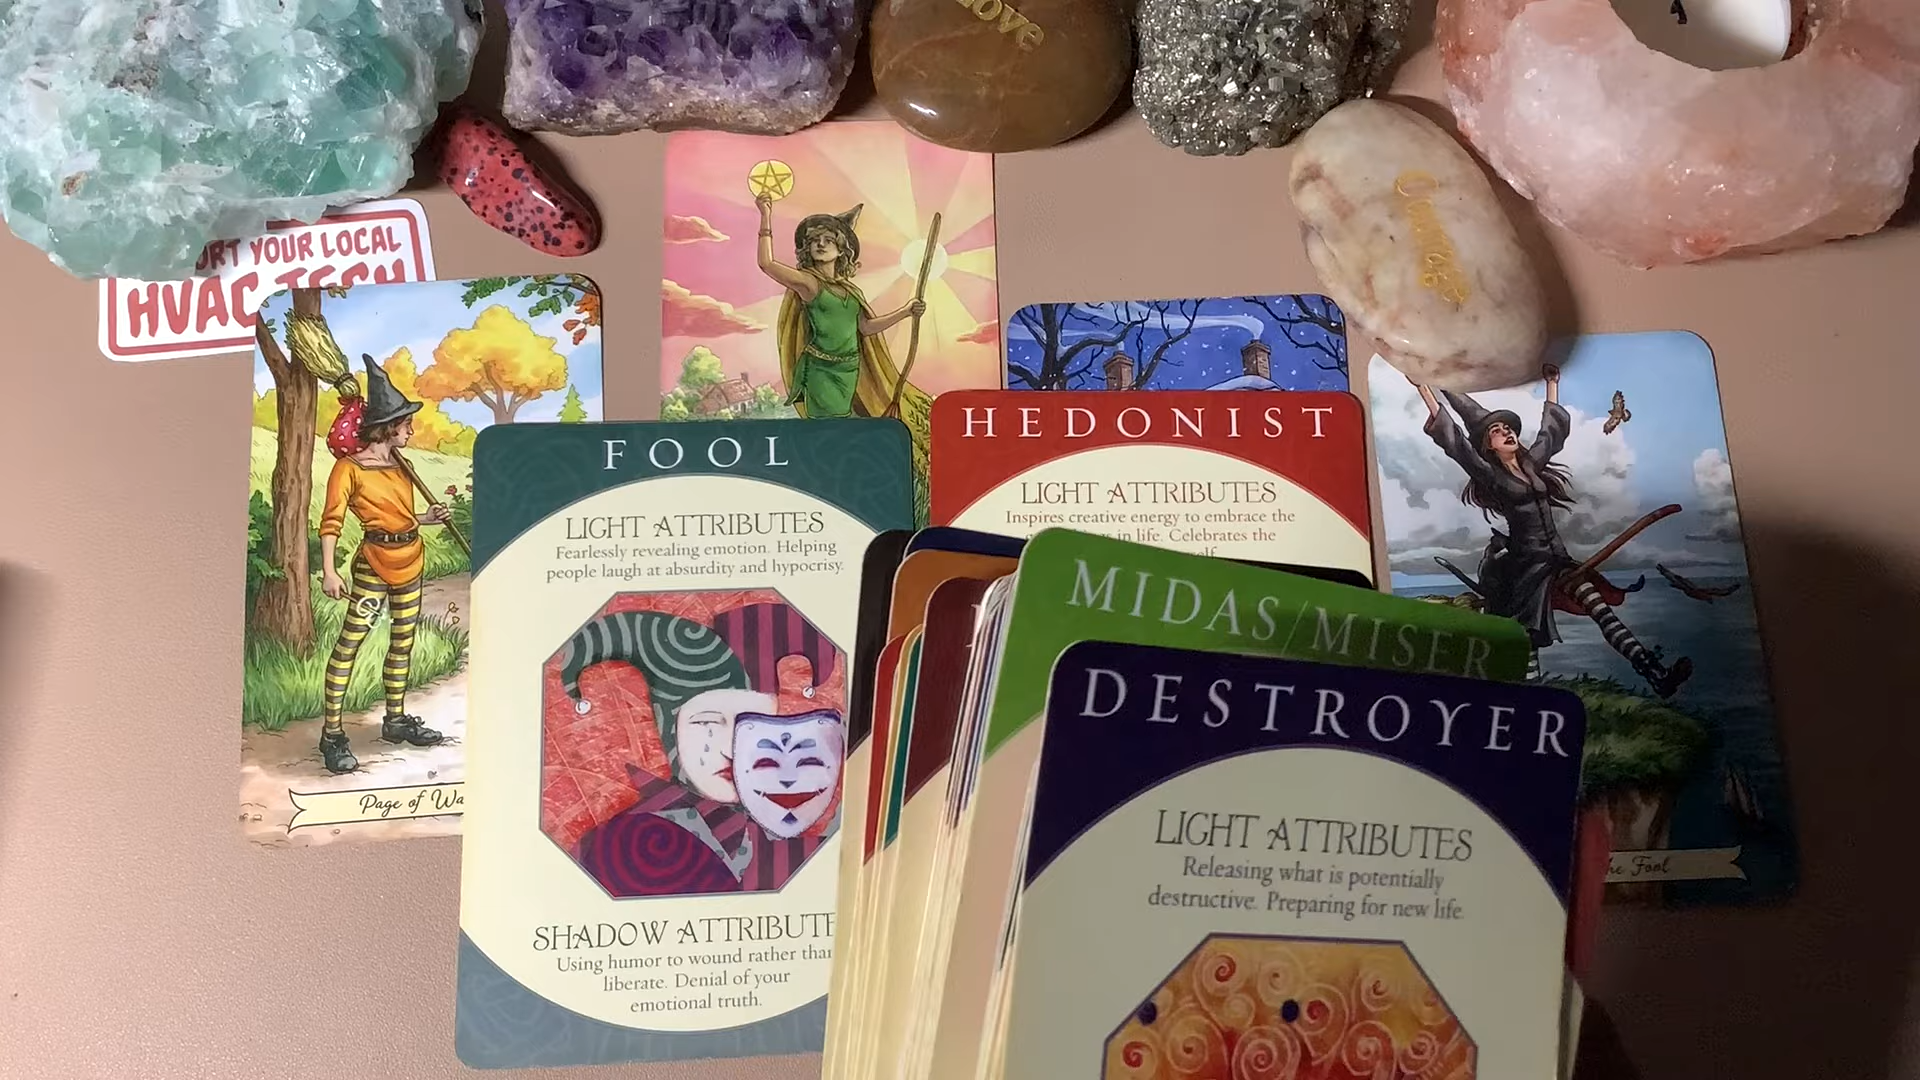 Love
ORT YOUR LOCAL
HVAC TECH
Page of Wa
FOOL
LIGHT ATTRIBUTES
Fearlessly revealing emotion. Helping
people laugh at absurdity and hypocrisy.
SHADOW ATTRIBUTE
Using humor to wound rather than
liberate. Denial of your
emotional truth.
HEDONIST
LIGHT ATTRIBUTES
Inspires creative energy to embrace the
in life. Celebrates the
MIDAS/MISER
DESTROYER
LIGHT ATTRIBUTES
Releasing what is potentially
destructive. Preparing for new life.
he Fool